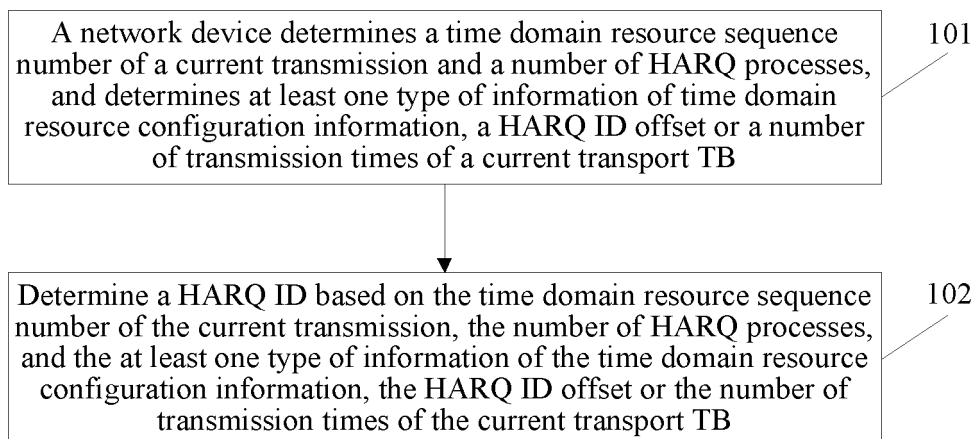 A network device determines a time domain resource sequence
number of a current transmission and a number of HARQ processes,
and determines at least one type of information of time domain
resource configuration information, a HARQ ID offset or a number
of transmission times of a current transport TB
101
Determine a HARQ ID based on the time domain resource sequence
number of the current transmission, the number of HARQ processes,
and the at least one type of information of the time domain resource
configuration information, the HARQ ID offset or the number of
transmission times of the current transport TB
102